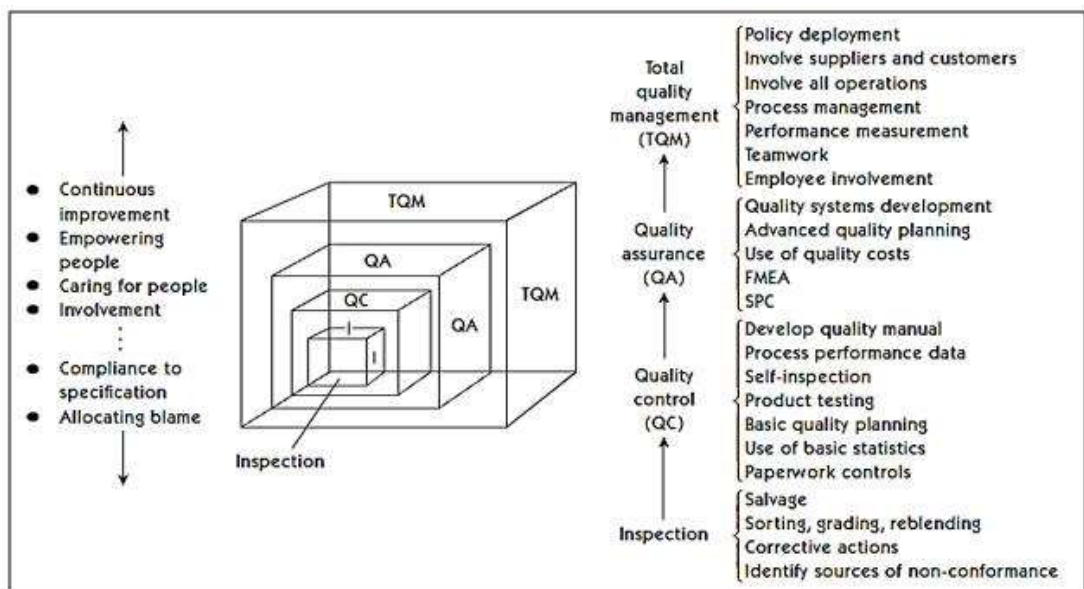 ● Continuous
improvement
● Empowering
people
● Caring for people
● Involvement
● Compliance to
specification
● Allocating blame
TQM
QA
QC
I
I
QA
TQM
Inspection
Total
quality
management
(TQM)
Policy deployment
Involve suppliers and customers
Involve all operations
Process management
Performance measurement
Teamwork
Employee involvement
Quality
assurance
(QA)
Quality systems development
Advanced quality planning
Use of quality costs
FMEA
SPC
Quality
control
(QC)
Develop quality manual
Process performance data
Self-inspection
Product testing
Basic quality planning
Use of basic statistics
Paperwork controls
Inspection
Salvage
Sorting, grading, reblending
Corrective actions
Identify sources of non-conformance